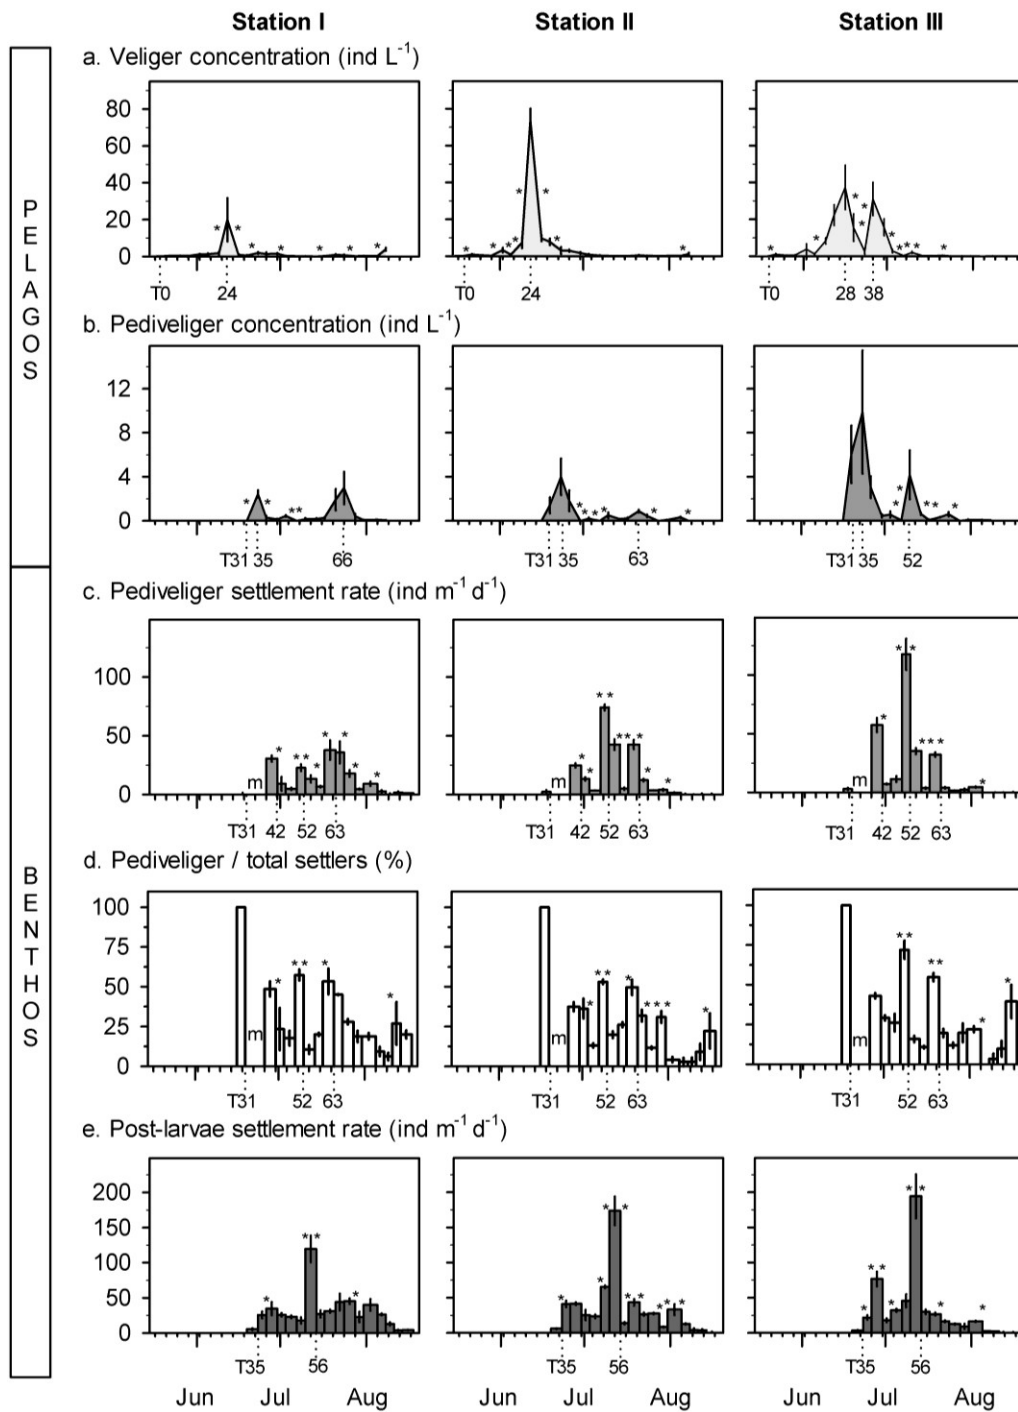 Station I Station II Station III
PELAGOS
a. Veliger concentration (ind L⁻¹)
80
60
40
20
0
T0 24 T0 24 T0 28 38
b. Pediveliger concentration (ind L⁻¹)
12
8
4
0
T31 35 66 T31 35 63 T31 35 52
BENTHOS
c. Pediveliger settlement rate (ind m⁻¹ d⁻¹)
100
50
0
m m m
T31 42 52 63 T31 42 52 63 T31 42 52 63
d. Pediveliger / total settlers (%)
100
75
50
25
0
m m m
T31 52 63 T31 52 63 T31 52 63
e. Post-larvae settlement rate (ind m⁻¹ d⁻¹)
200
150
100
50
0
T35 56 T35 56 T35 56
Jun Jul Aug Jun Jul Aug Jun Jul Aug